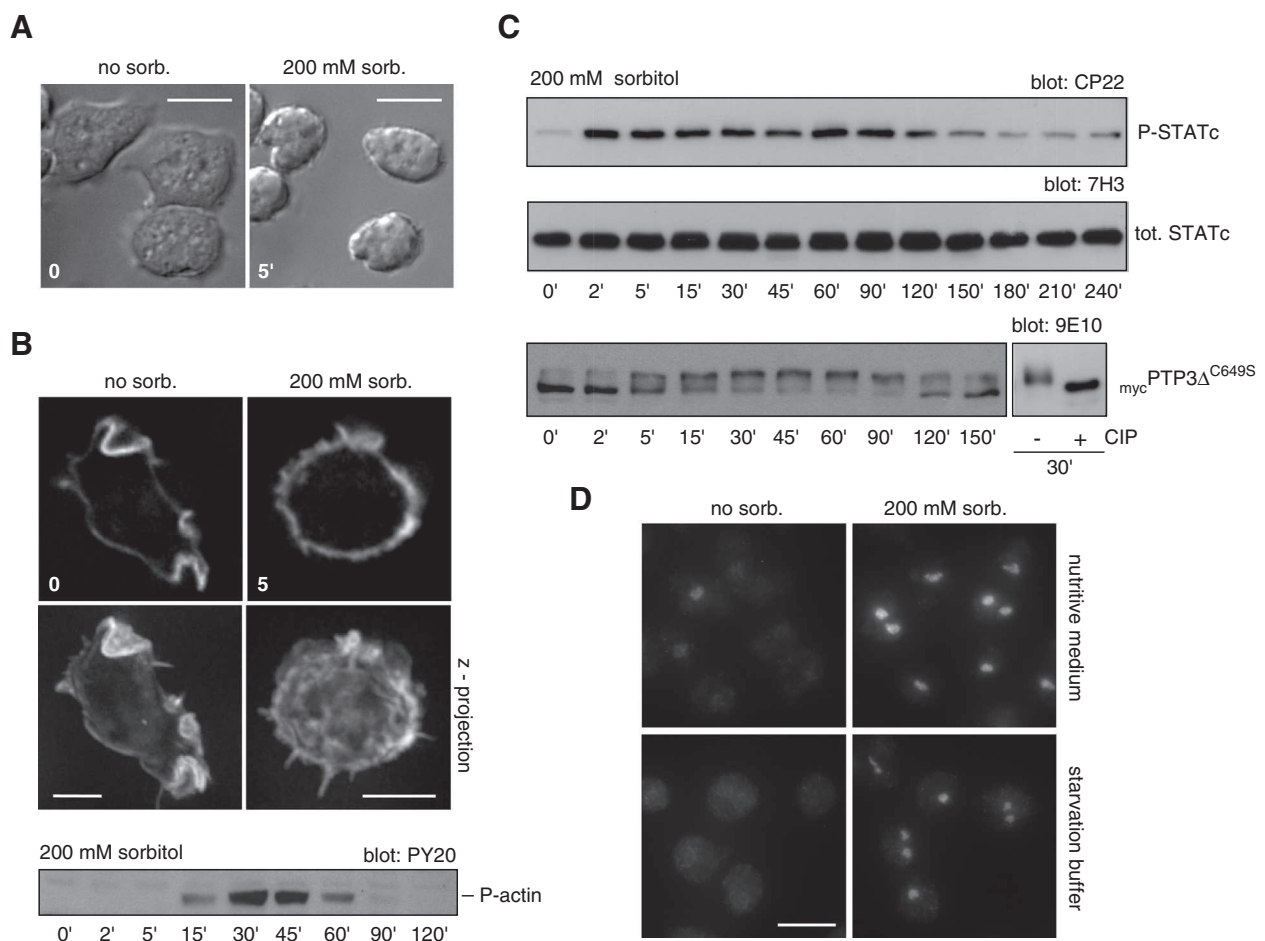 A
no sorb.
200 mM sorb.
0
5'
B
no sorb.
200 mM sorb.
0
5
z - projection
200 mM sorbitol
blot: PY20
P-actin
0' 2' 5' 15' 30' 45' 60' 90' 120'
C
200 mM sorbitol
blot: CP22
P-STATc
blot: 7H3
tot. STATc
0' 2' 5' 15' 30' 45' 60' 90' 120' 150' 180' 210' 240'
blot: 9E10
mycPTP3ΔC649S
0' 2' 5' 15' 30' 45' 60' 90' 120' 150' - + CIP
30'
D
no sorb.
200 mM sorb.
nutritive medium
starvation buffer